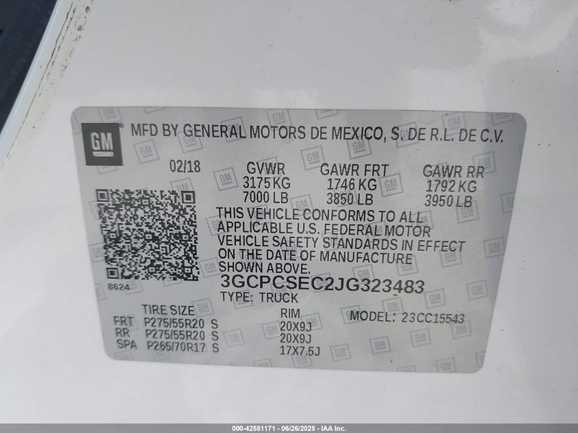 GM
MFD BY GENERAL MOTORS DE MEXICO, S. DE R.L. DE C.V.
02/18 GVWR GAWR FRT GAWR RR
3175 KG 1746 KG 1792 KG
7000 LB 3850 LB 3950 LB
THIS VEHICLE CONFORMS TO ALL
APPLICABLE U.S. FEDERAL MOTOR
VEHICLE SAFETY STANDARDS IN EFFECT
ON THE DATE OF MANUFACTURE
SHOWN ABOVE.
8624
3GCPCSEC2JG323483
TYPE: TRUCK
TIRE SIZE RIM MODEL: 23CC15543
FRT P275/55R20 S 20X9J
RR P275/55R20 S 20X9J
SPA P265/70R17 S 17X7.5J
000-42581171 - 06/26/2025 - IAA Inc.